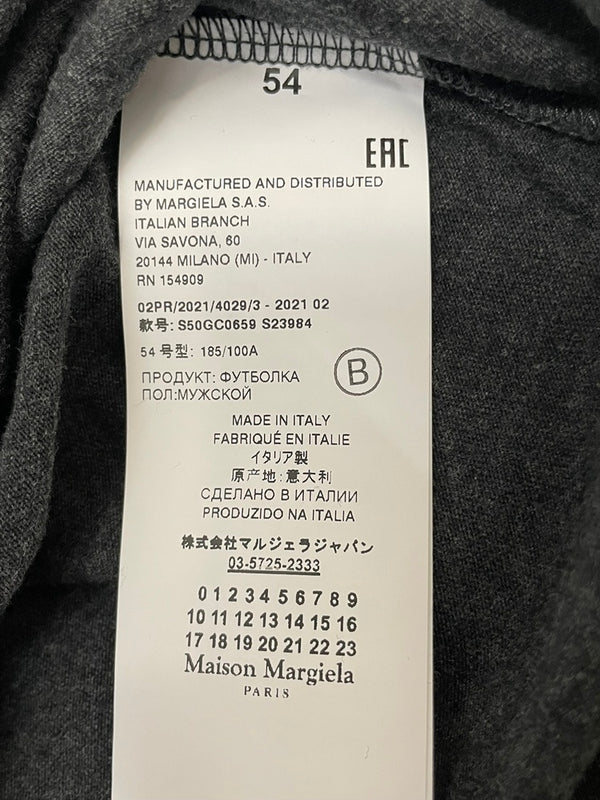 54
EAC
MANUFACTURED AND DISTRIBUTED
BY MARGIELA S.A.S.
ITALIAN BRANCH
VIA SAVONA, 60
20144 MILANO (MI) - ITALY
RN 154909
02PR/2021/4029/3 - 2021 02
款号: S50GC0659 S23984
54 号型: 185/100A
B
ПРОДУКТ: ФУТБОЛКА
ПОЛ:МУЖСКОЙ
MADE IN ITALY
FABRIQUÉ EN ITALIE
イタリア製
原产地:意大利
СДЕЛАНО В ИТАЛИИ
PRODUZIDO NA ITALIA
株式会社マルジェラジャパン
03-5725-2333
0 1 2 3 4 5 6 7 8 9
10 11 12 13 14 15 16
17 18 19 20 21 22 23
Maison Margiela
PARIS